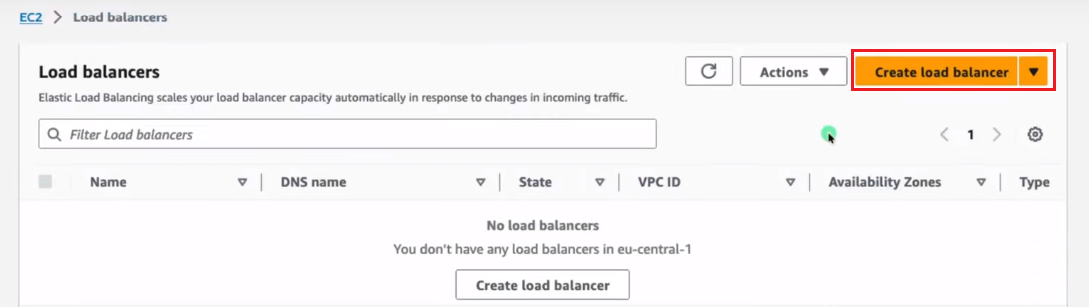 EC2 > Load balancers
Load balancers
Actions ▼
Create load balancer ▼
Elastic Load Balancing scales your load balancer capacity automatically in response to changes in incoming traffic.
Filter Load balancers
< 1 >
Name DNS name State VPC ID Availability Zones Type
No load balancers
You don't have any load balancers in eu-central-1
Create load balancer